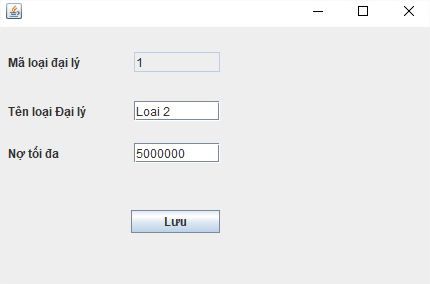 Mã loại đại lý
1
Tên loại Đại lý
Loai 2
Nợ tối đa
5000000
Lưu